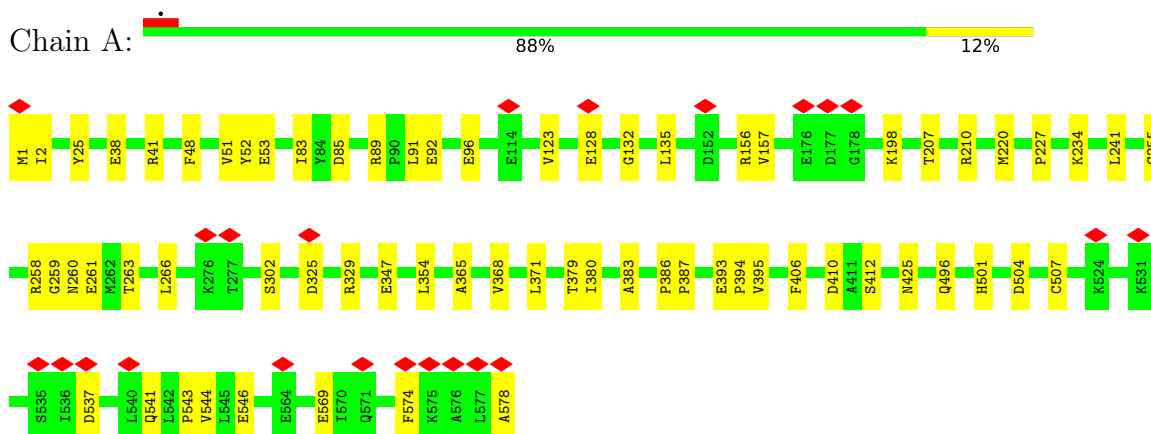 Chain A:
88% 12%
M1 I2 Y25 E38 R41 F48 V51 Y52 E53 I83 Y84 D85 R89 P90 L91 E92 E96 E114 V123 E128 G132 L135 D152 R156 V157 E176 D177 G178 K198 T207 R210 M220 P227 K234 L241
R258 G259 N260 E261 M262 T263 L266 K276 T277 S302 D325 R329 E347 L354 A365 V368 L371 T379 I380 A383 P386 P387 E393 P394 V395 F406 D410 A411 S412 N425 Q496 H501 D504 C507 K524 K531
S535 I536 D537 L540 Q541 L542 P543 V544 L545 E546 E564 E569 I570 Q571 F574 K575 A576 L577 A578